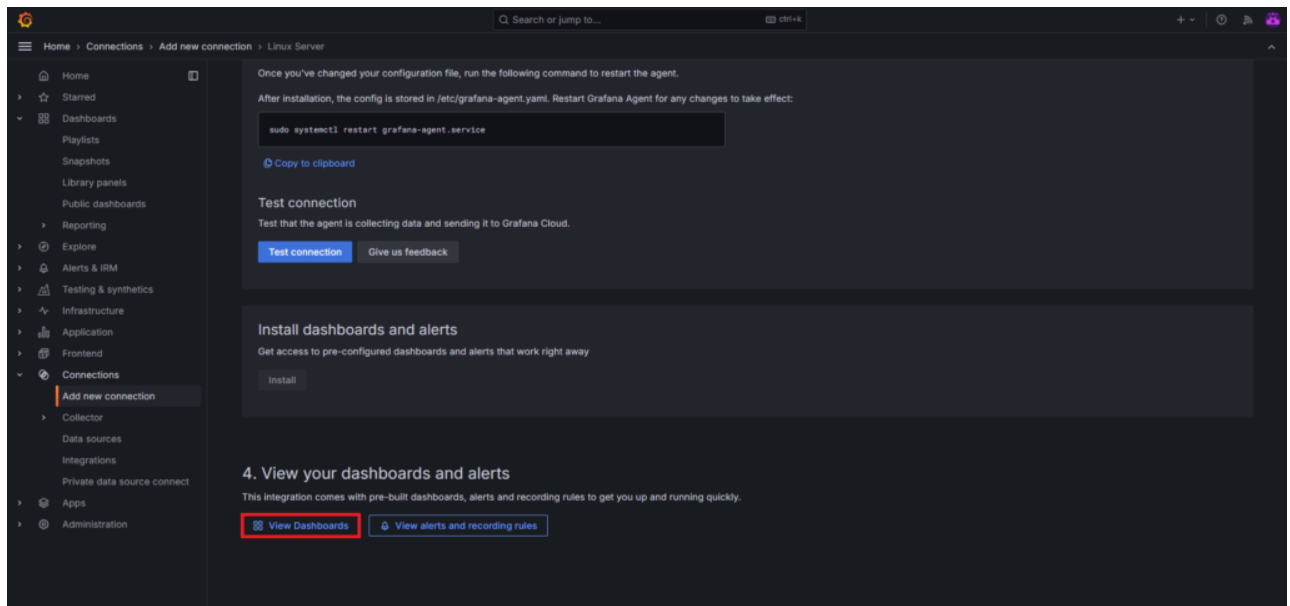 Search or jump to...
ctrl+k
Home › Connections › Add new connection › Linux Server
Home
Starred
Dashboards
Playlists
Snapshots
Library panels
Public dashboards
Reporting
Explore
Alerts & IRM
Testing & synthetics
Infrastructure
Application
Frontend
Connections
Add new connection
Collector
Data sources
Integrations
Private data source connect
Apps
Administration
Once you've changed your configuration file, run the following command to restart the agent.
After installation, the config is stored in /etc/grafana-agent.yaml. Restart Grafana Agent for any changes to take effect:
sudo systemctl restart grafana-agent.service
Copy to clipboard
Test connection
Test that the agent is collecting data and sending it to Grafana Cloud.
Test connection Give us feedback
Install dashboards and alerts
Get access to pre-configured dashboards and alerts that work right away
Install
4. View your dashboards and alerts
This integration comes with pre-built dashboards, alerts and recording rules to get you up and running quickly.
View Dashboards View alerts and recording rules